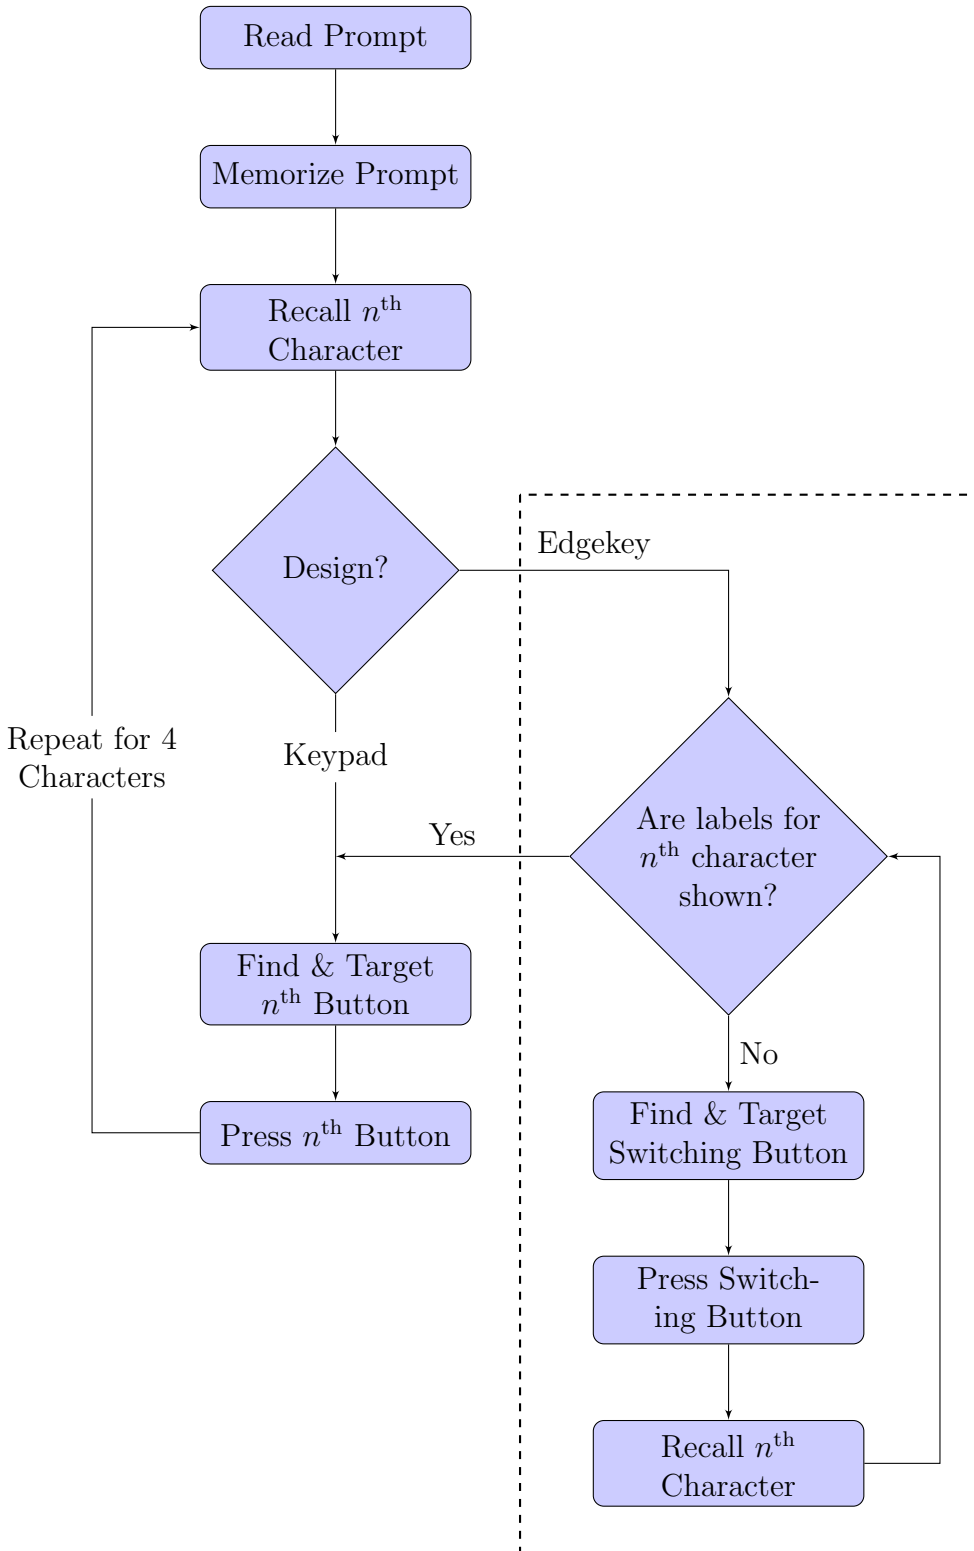 Read Prompt
Memorize Prompt
Recall nth
Character
Design?
Edgekey
Repeat for 4
Characters
Keypad
Yes
Are labels for
nth character
shown?
Find & Target
nth Button
No
Press nth Button
Find & Target
Switching Button
Press Switch-
ing Button
Recall nth
Character